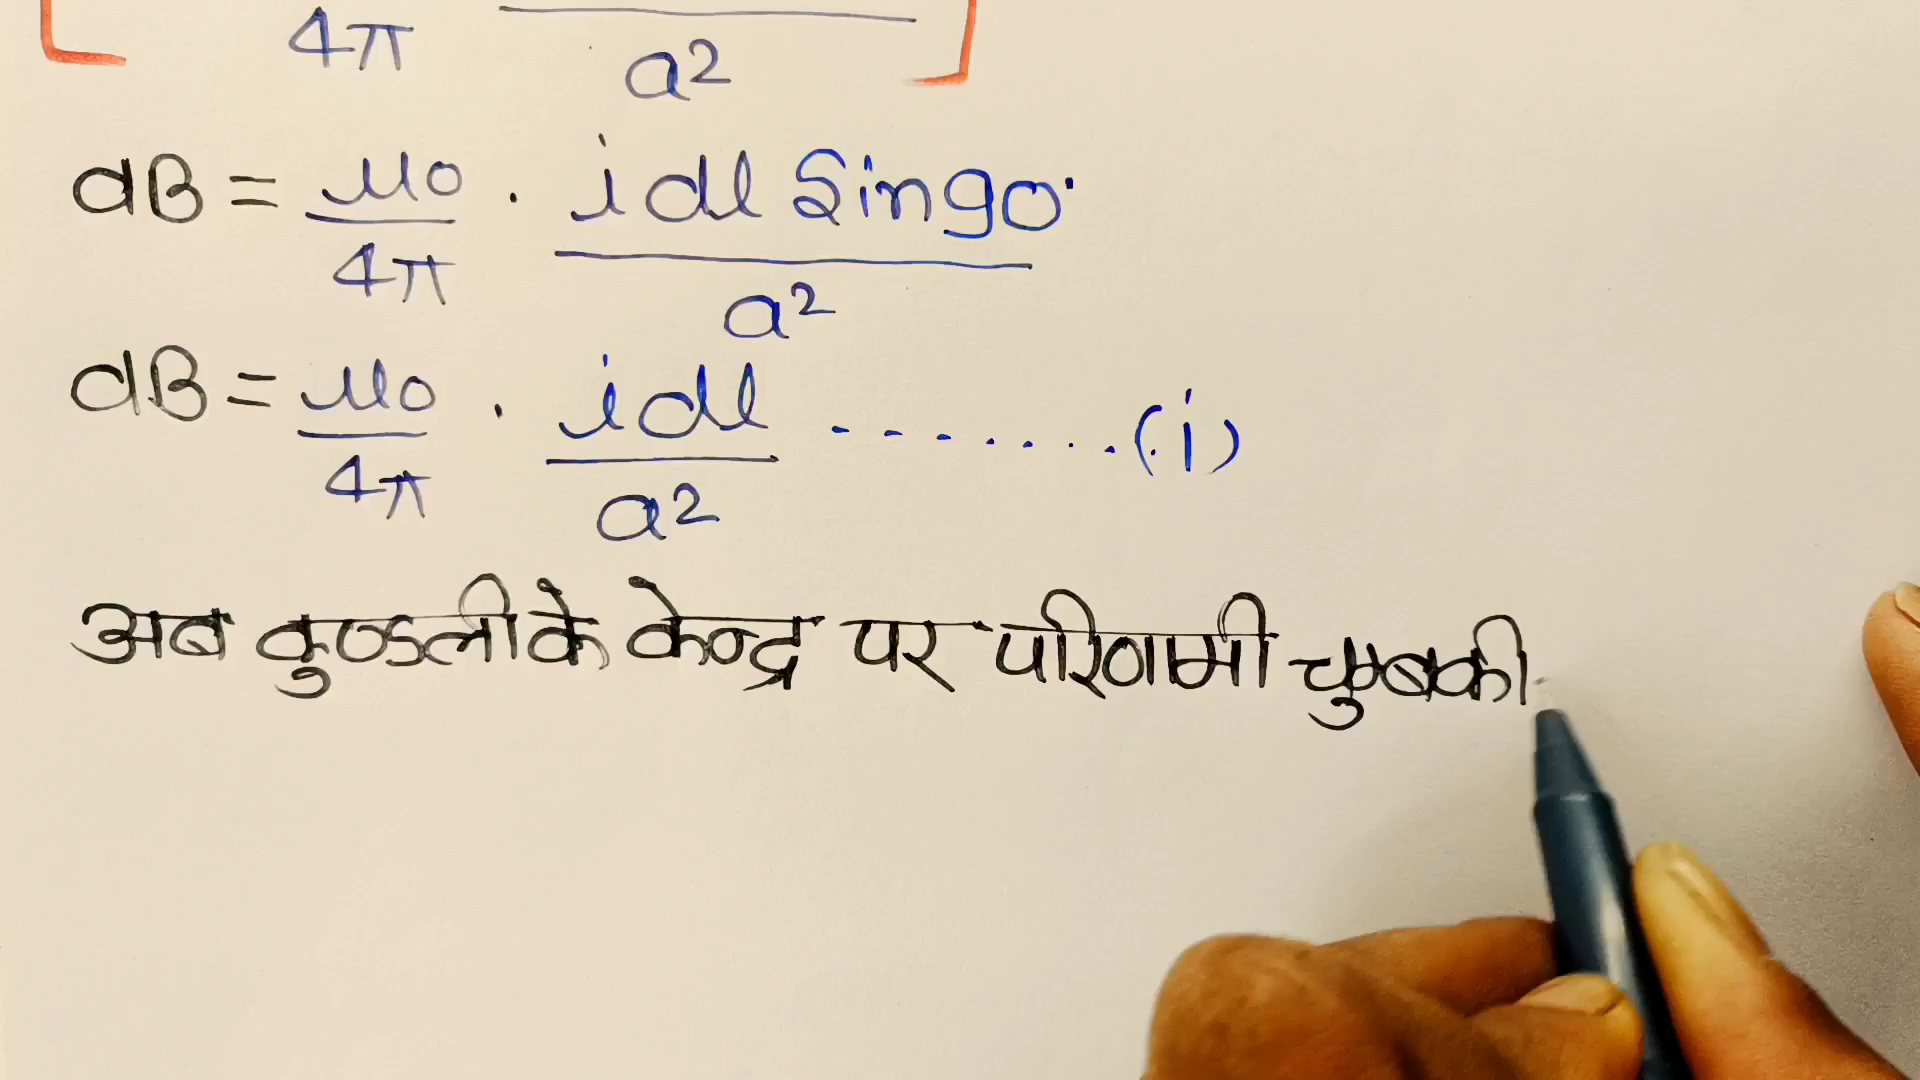 4π a²
dB = μ0/4π · i dl Sin90°/a²
dB = μ0/4π · i dl/a² ........(i)
अब कुण्डली के केन्द्र पर परिणामी चुम्बकी